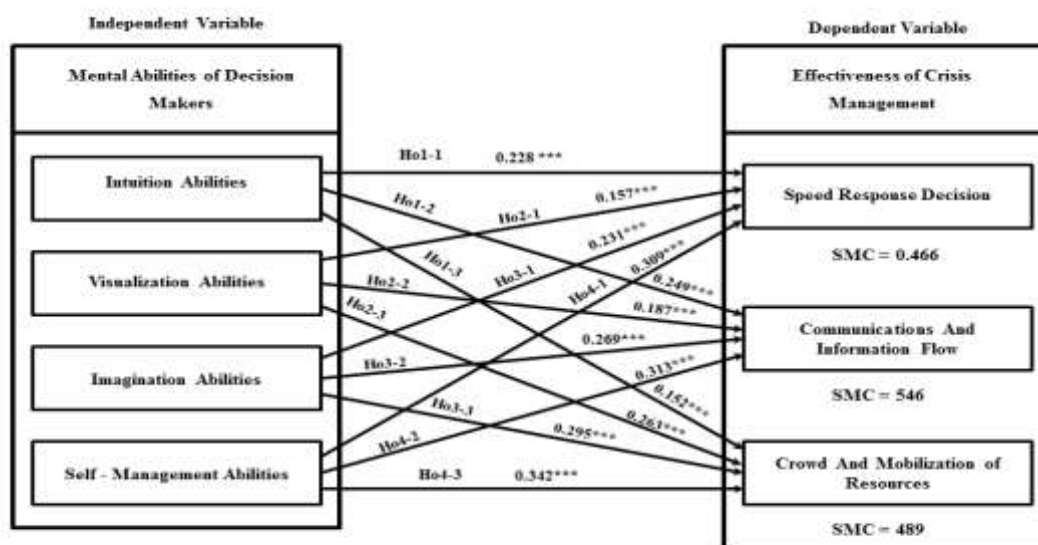 Independent Variable
Dependent Variable
Mental Abilities of Decision
Makers
Effectiveness of Crisis
Management
Intuition Abilities
Visualization Abilities
Imagination Abilities
Self - Management Abilities
Ho1-1 0.228 ***
Ho1-2 0.249***
Ho1-3 0.152***
Ho2-1 0.157***
Ho2-2 0.187***
Ho2-3 0.263***
Ho3-1 0.231***
Ho3-2 0.269***
Ho3-3 0.295***
Ho4-1 0.309***
Ho4-2 0.313***
Ho4-3 0.342***
Speed Response Decision
SMC = 0.466
Communications And
Information Flow
SMC = 546
Crowd And Mobilization of
Resources
SMC = 489